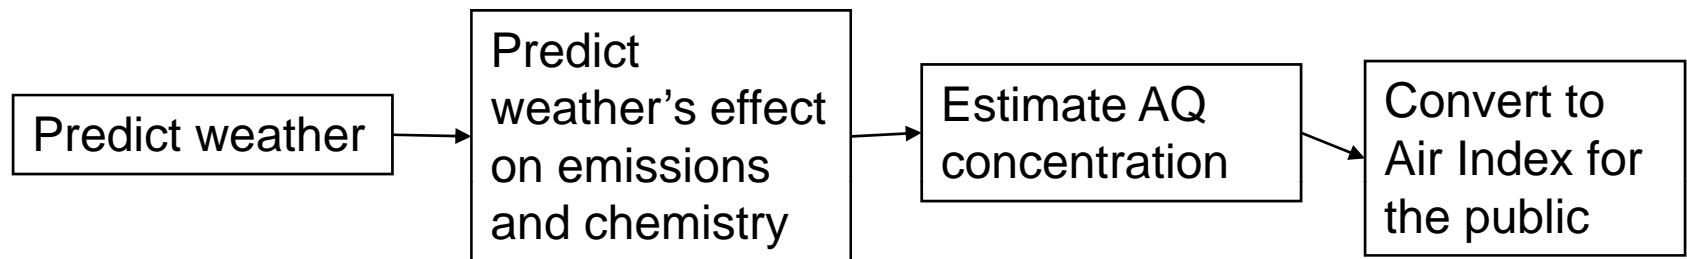 Predict weather
Predict
weather’s effect
on emissions
and chemistry
Estimate AQ
concentration
Convert to
Air Index for
the public